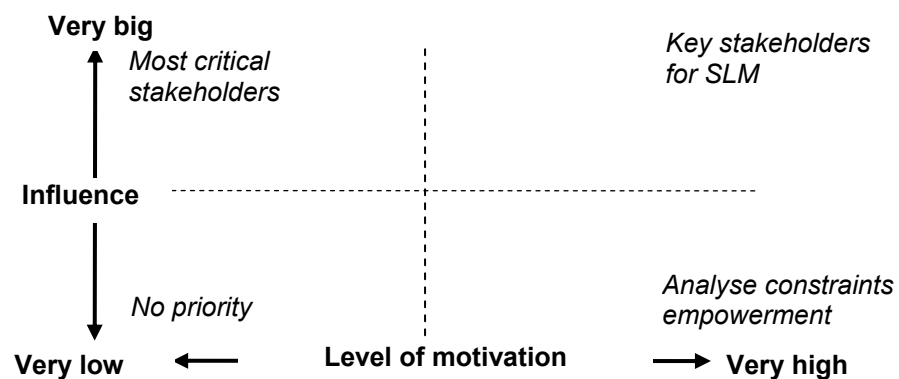 Very big
Most critical
stakeholders
Key stakeholders
for SLM
Influence
No priority
Analyse constraints
empowerment
Very low
Level of motivation
Very high